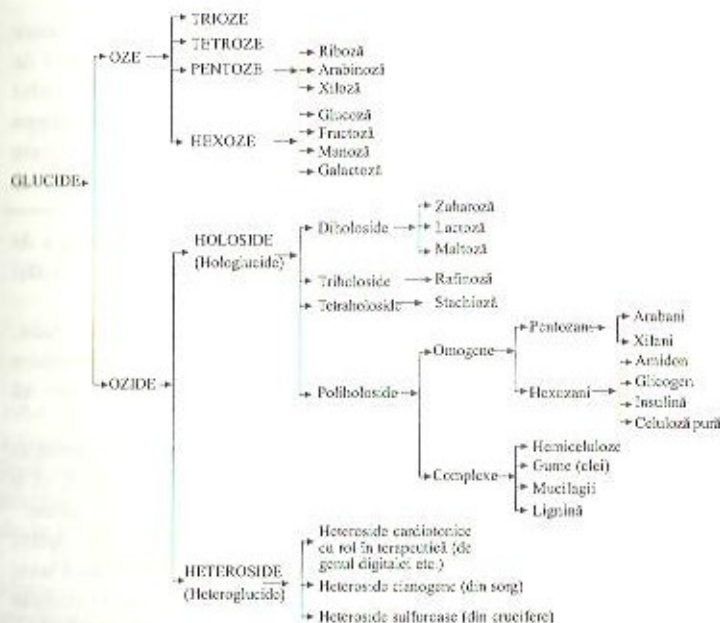 GLUCIDE
OZE
TRIOZE
TETROZE
PENTOZE
Riboză
Arabinoză
Xiloză
HEXOZE
Glucoză
Fructoză
Manoză
Galactoză
OZIDE
HOLOSIDE
(Hologlucide)
Diholoside
Zaharoză
Lactoză
Maltoză
Triholoside
Rafinoză
Tetraholoside
Stachioză
Poliholoside
Omogene
Pentozani
Arabani
Xilani
Hexozani
Amidon
Glicogen
Insulină
Celuloză pură
Complexe
Hemiceluloze
Gume (clei)
Mucilagii
Lignină
HETEROSIDE
(Heteroglucide)
Heteroside cardiotonice
cu rol în terapeutică (de
genul digitalei etc.)
Heteroside cianogene (din sorg)
Heteroside sulfuroase (din crucifere)